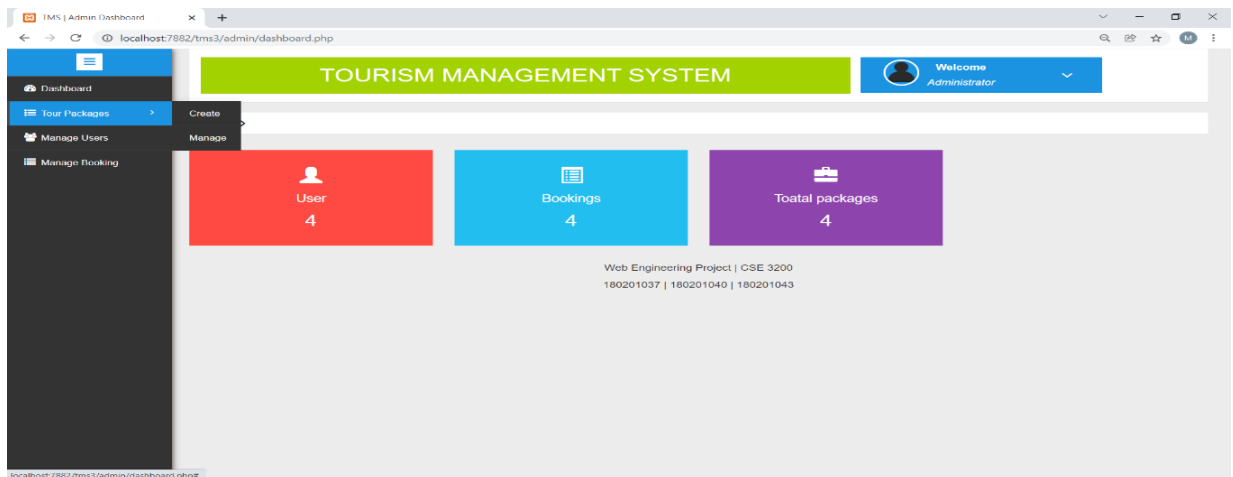 TMS | Admin Dashboard
localhost:7882/tms3/admin/dashboard.php
M
TOURISM MANAGEMENT SYSTEM
Welcome
Administrator
Dashboard
Tour Packages
Create
Manage Users
Manage
Manage Booking
User
4
Bookings
4
Toatal packages
4
Web Engineering Project | CSE 3200
180201037 | 180201040 | 180201043
localhost:7882/tms3/admin/dashboard.php#